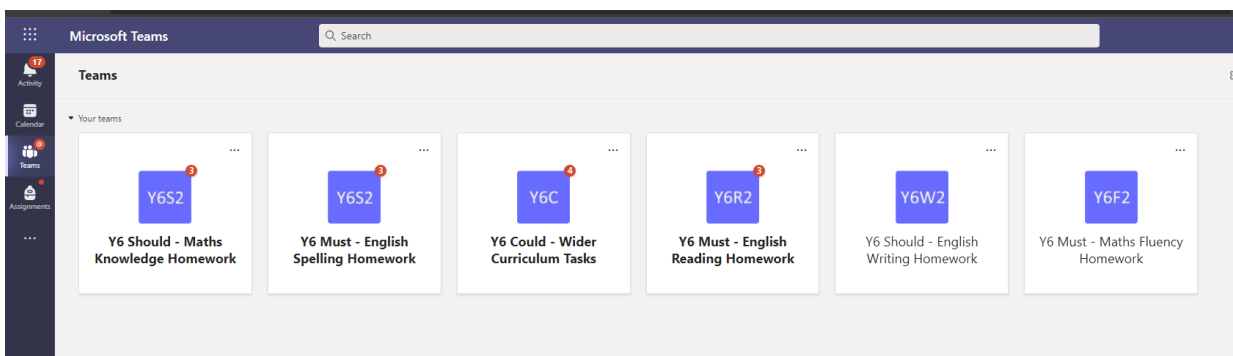 Microsoft Teams
Search
17
Activity
Calendar
Teams
Assignments
Teams
Your teams
3
Y6S2
Y6 Should - Maths
Knowledge Homework
3
Y6S2
Y6 Must - English
Spelling Homework
4
Y6C
Y6 Could - Wider
Curriculum Tasks
3
Y6R2
Y6 Must - English
Reading Homework
Y6W2
Y6 Should - English
Writing Homework
Y6F2
Y6 Must - Maths Fluency
Homework